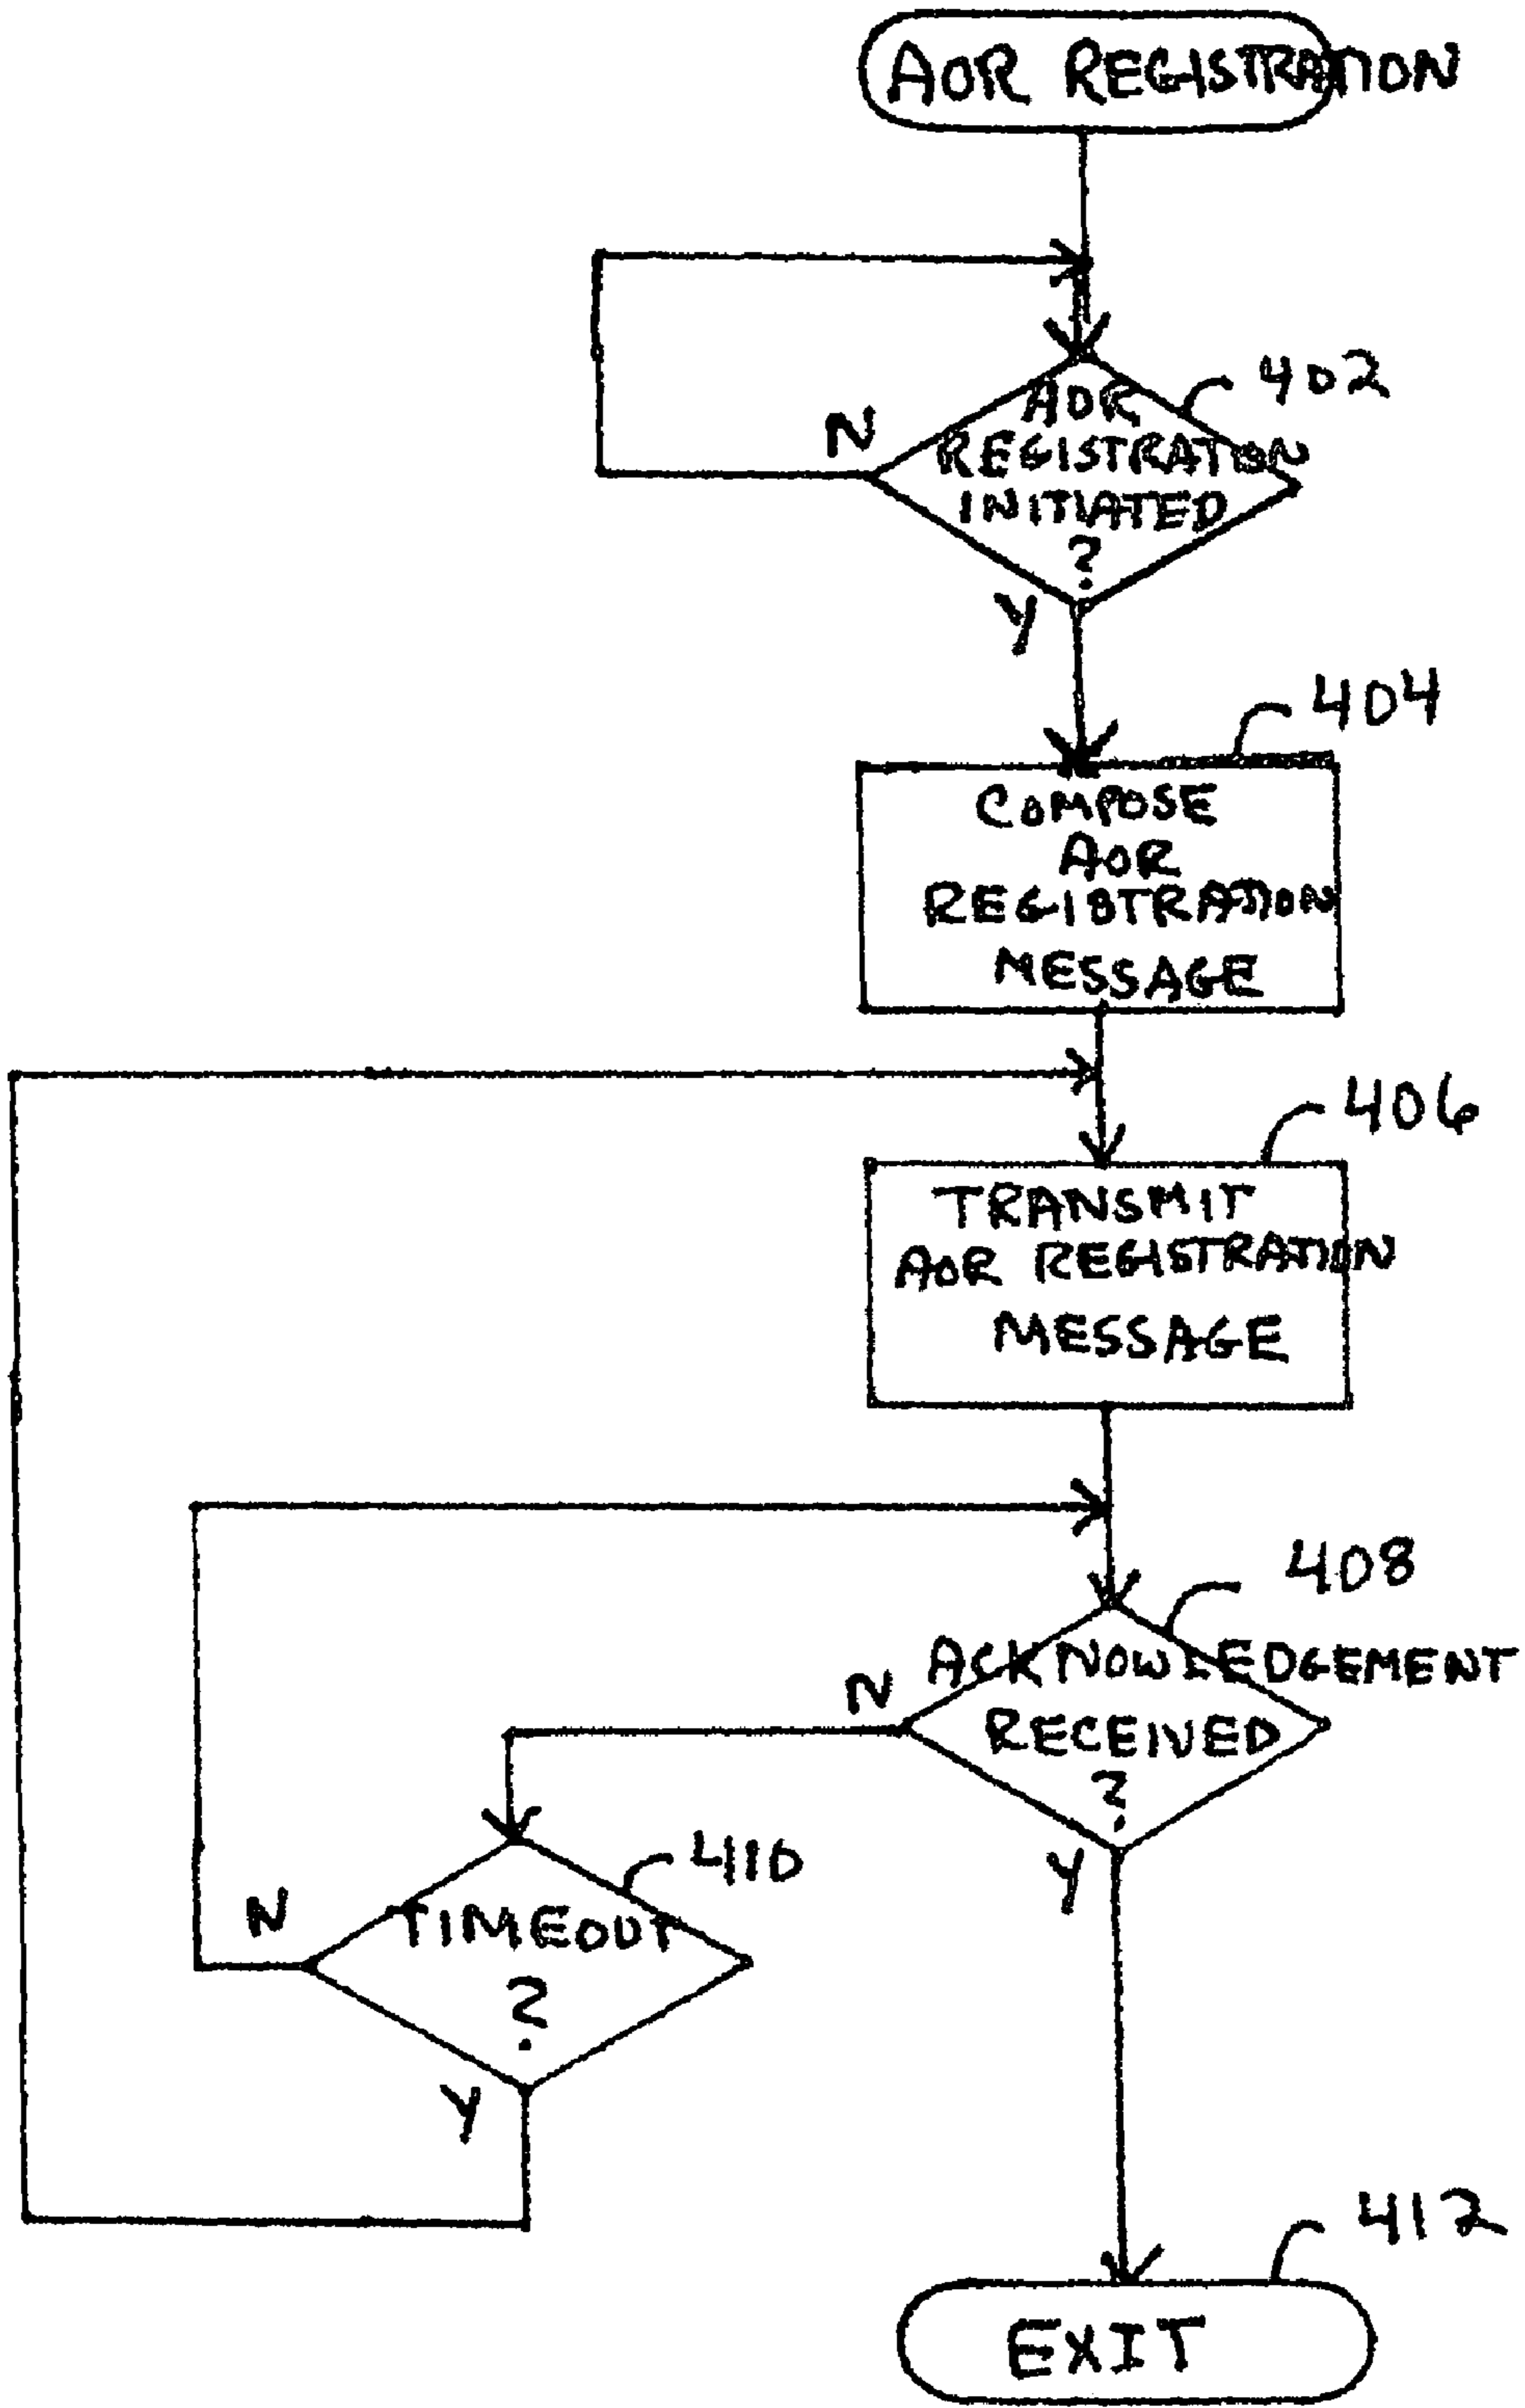 AOR REGISTRATION
402
N
AOR
REGISTRATION
INITIATED
?
Y
404
COMPOSE
AOR
REGISTRATION
MESSAGE
406
TRANSMIT
AOR REGISTRATION
MESSAGE
408
N
ACKNOWLEDGEMENT
RECEIVED
?
Y
410
N
TIMEOUT
?
Y
412
EXIT